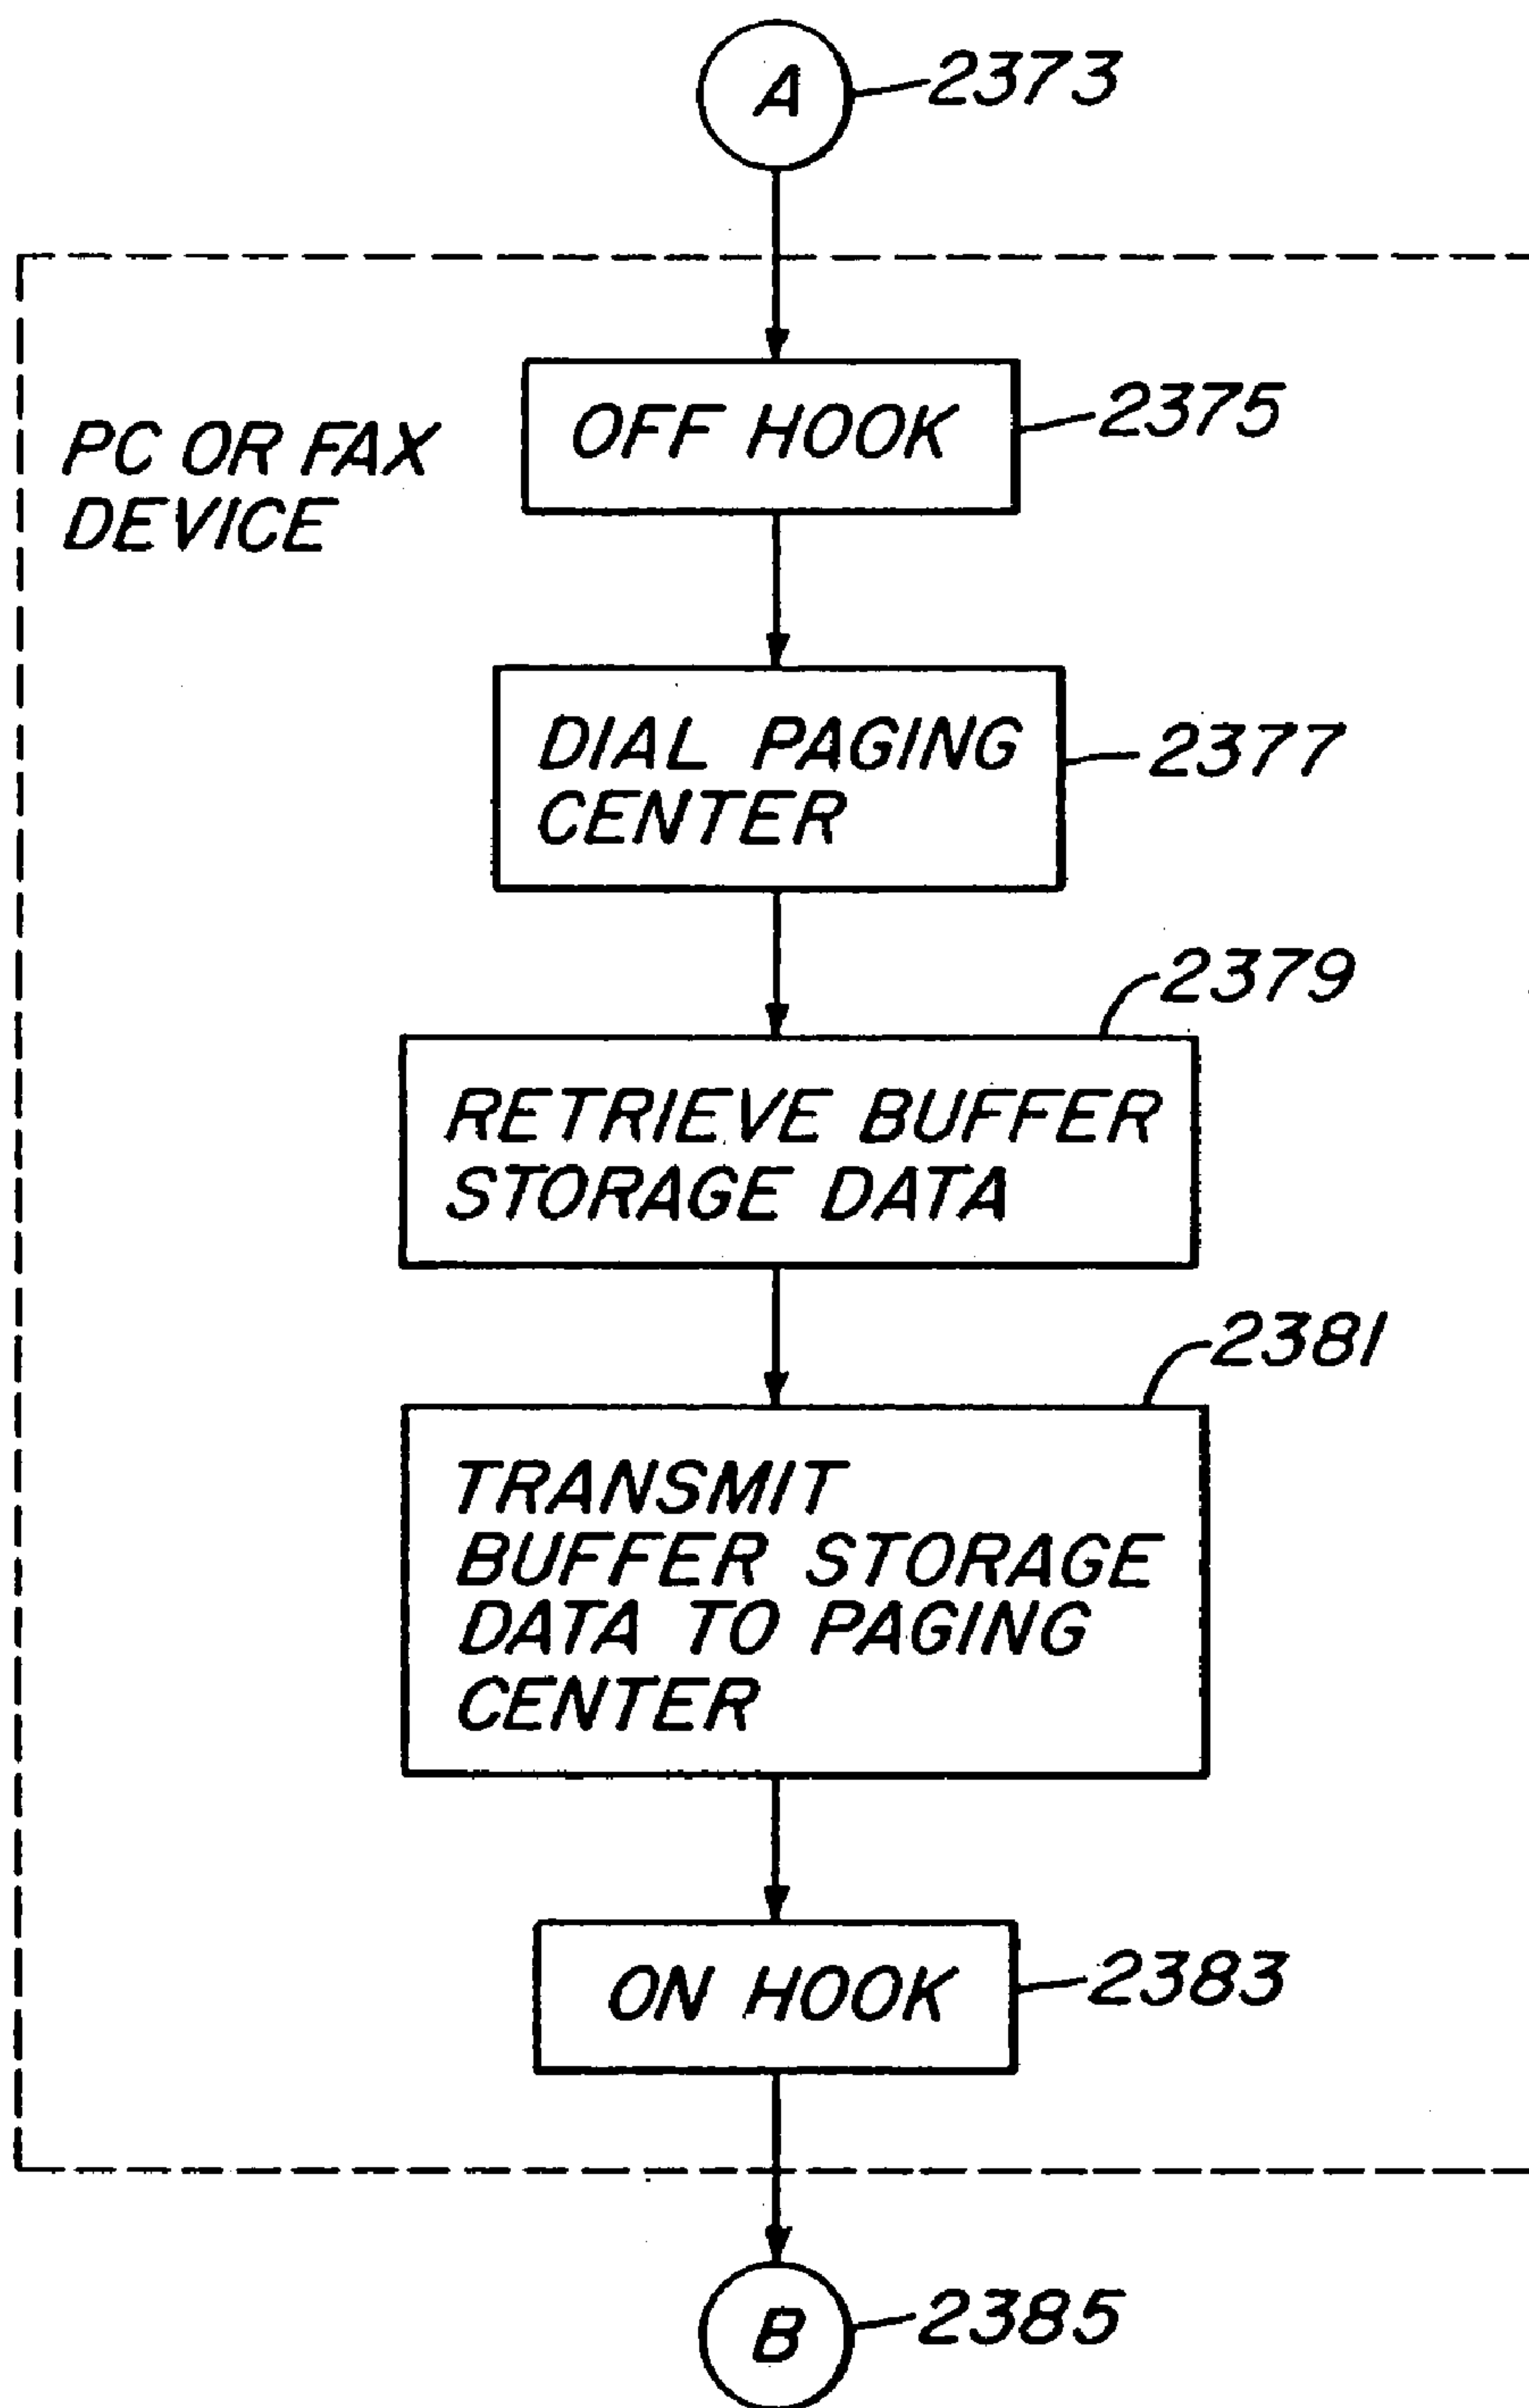 A
2373
OFF HOOK
2375
PC OR FAX
DEVICE
DIAL PAGING
CENTER
2377
2379
RETRIEVE BUFFER
STORAGE DATA
2381
TRANSMIT
BUFFER STORAGE
DATA TO PAGING
CENTER
ON HOOK
2383
B
2385